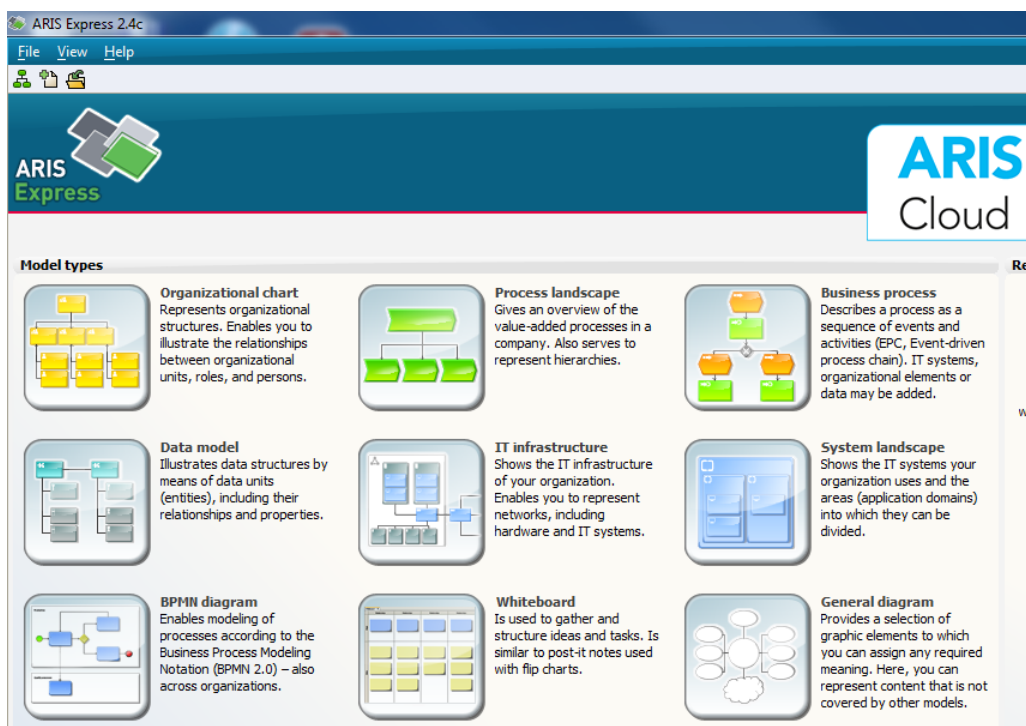 ARIS Express 2.4c
File View Help
ARIS
Express
ARIS
Cloud
Model types
Re
Organizational chart
Represents organizational
structures. Enables you to
illustrate the relationships
between organizational
units, roles, and persons.
Process landscape
Gives an overview of the
value-added processes in a
company. Also serves to
represent hierarchies.
Business process
Describes a process as a
sequence of events and
activities (EPC, Event-driven
process chain). IT systems,
organizational elements or
data may be added.
w
Data model
Illustrates data structures by
means of data units
(entities), including their
relationships and properties.
IT infrastructure
Shows the IT infrastructure
of your organization.
Enables you to represent
networks, including
hardware and IT systems.
System landscape
Shows the IT systems your
organization uses and the
areas (application domains)
into which they can be
divided.
BPMN diagram
Enables modeling of
processes according to the
Business Process Modeling
Notation (BPMN 2.0) – also
across organizations.
Whiteboard
Is used to gather and
structure ideas and tasks. Is
similar to post-it notes used
with flip charts.
General diagram
Provides a selection of
graphic elements to which
you can assign any required
meaning. Here, you can
represent content that is not
covered by other models.